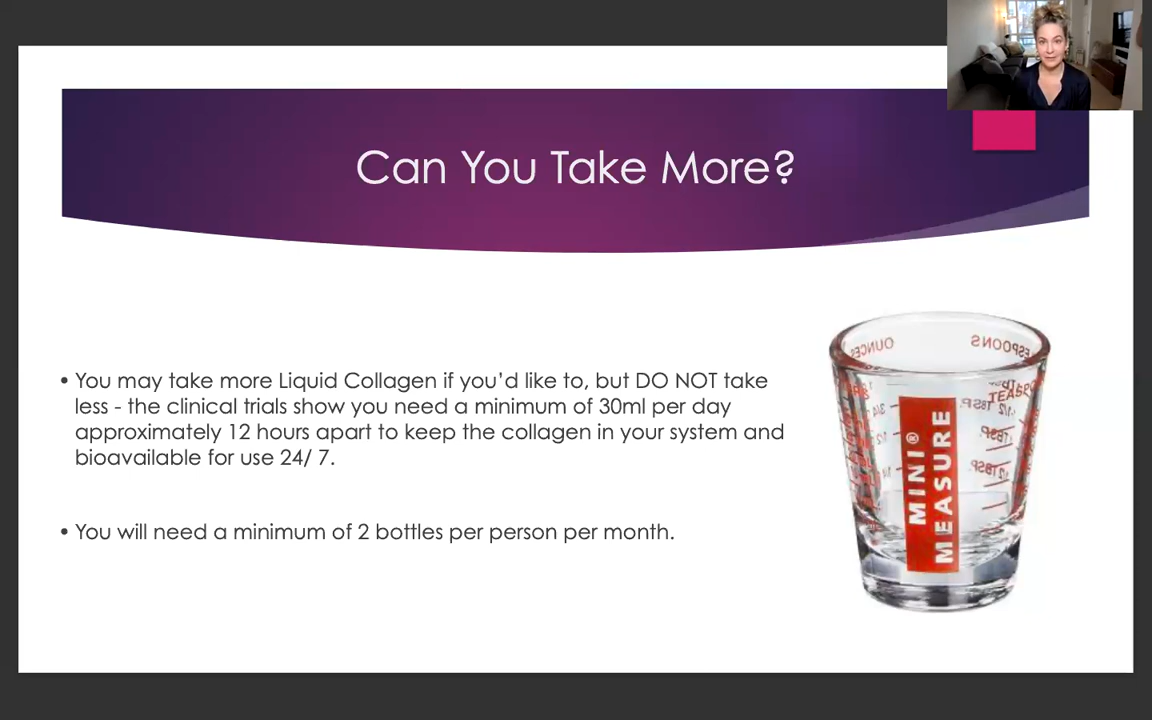 Can You Take More?
• You may take more Liquid Collagen if you'd like to, but DO NOT take
less - the clinical trials show you need a minimum of 30ml per day
approximately 12 hours apart to keep the collagen in your system and
bioavailable for use 24/ 7.
• You will need a minimum of 2 bottles per person per month.
OUNCES
MINI®
MEASURE